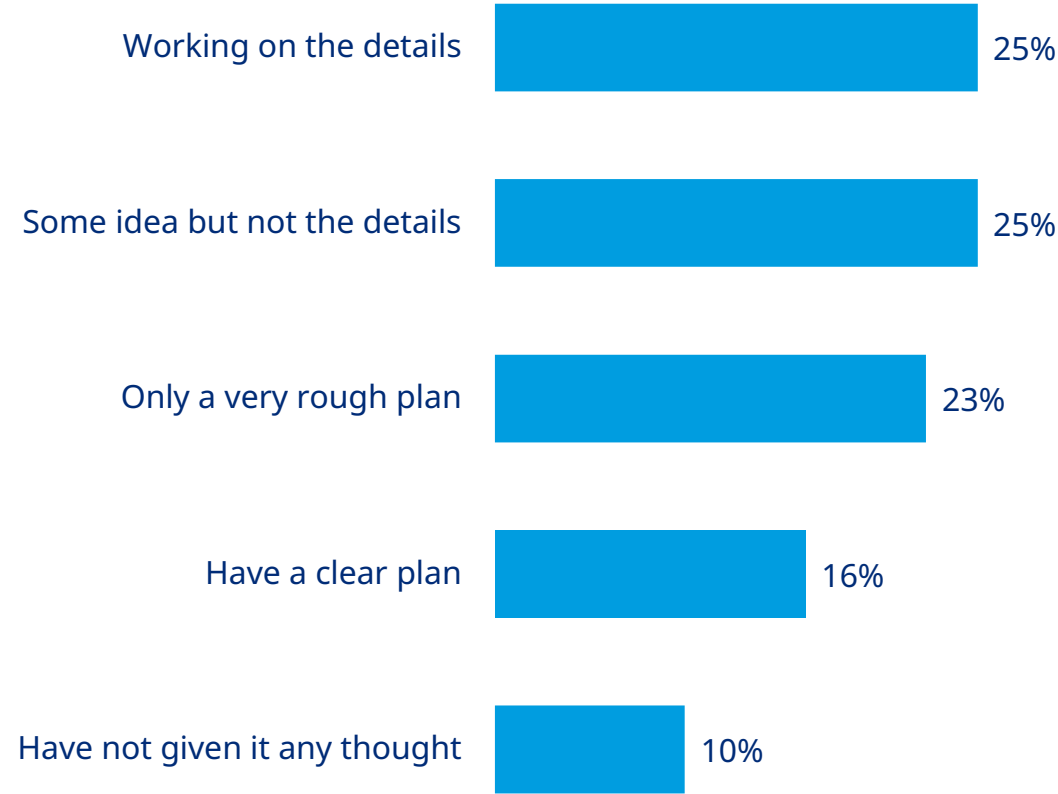 Working on the details 25%
Some idea but not the details 25%
Only a very rough plan 23%
Have a clear plan 16%
Have not given it any thought 10%